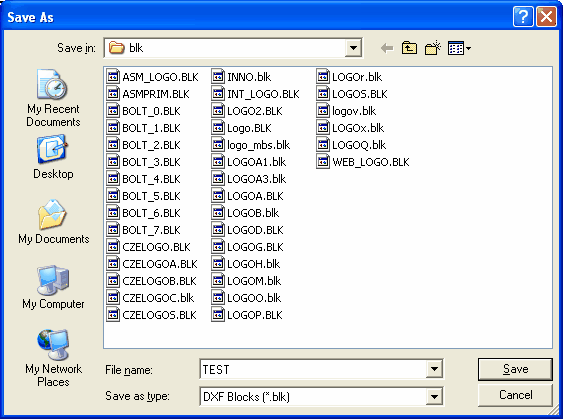 Save As
Save in: blk
ASM_LOGO.BLK
ASMPRIM.BLK
BOLT_0.BLK
BOLT_1.BLK
BOLT_2.BLK
BOLT_3.BLK
BOLT_4.BLK
BOLT_5.BLK
BOLT_6.BLK
BOLT_7.BLK
CZELOGO.BLK
CZELOGOA.BLK
CZELOGOB.BLK
CZELOGOC.blk
CZELOGOS.BLK
INNO.blk
INT_LOGO.BLK
LOGO2.BLK
Logo.BLK
logo_mbs.blk
LOGOA1.blk
LOGOA3.blk
LOGOA.BLK
LOGOB.blk
LOGOD.BLK
LOGOG.BLK
LOGOH.blk
LOGOM.blk
LOGOO.blk
LOGOP.BLK
LOGOr.blk
LOGOS.BLK
logov.blk
LOGOx.blk
LOGOQ.blk
WEB_LOGO.BLK
My Recent
Documents
Desktop
My Documents
My Computer
My Network
Places
File name: TEST
Save
Save as type: DXF Blocks (*.blk)
Cancel